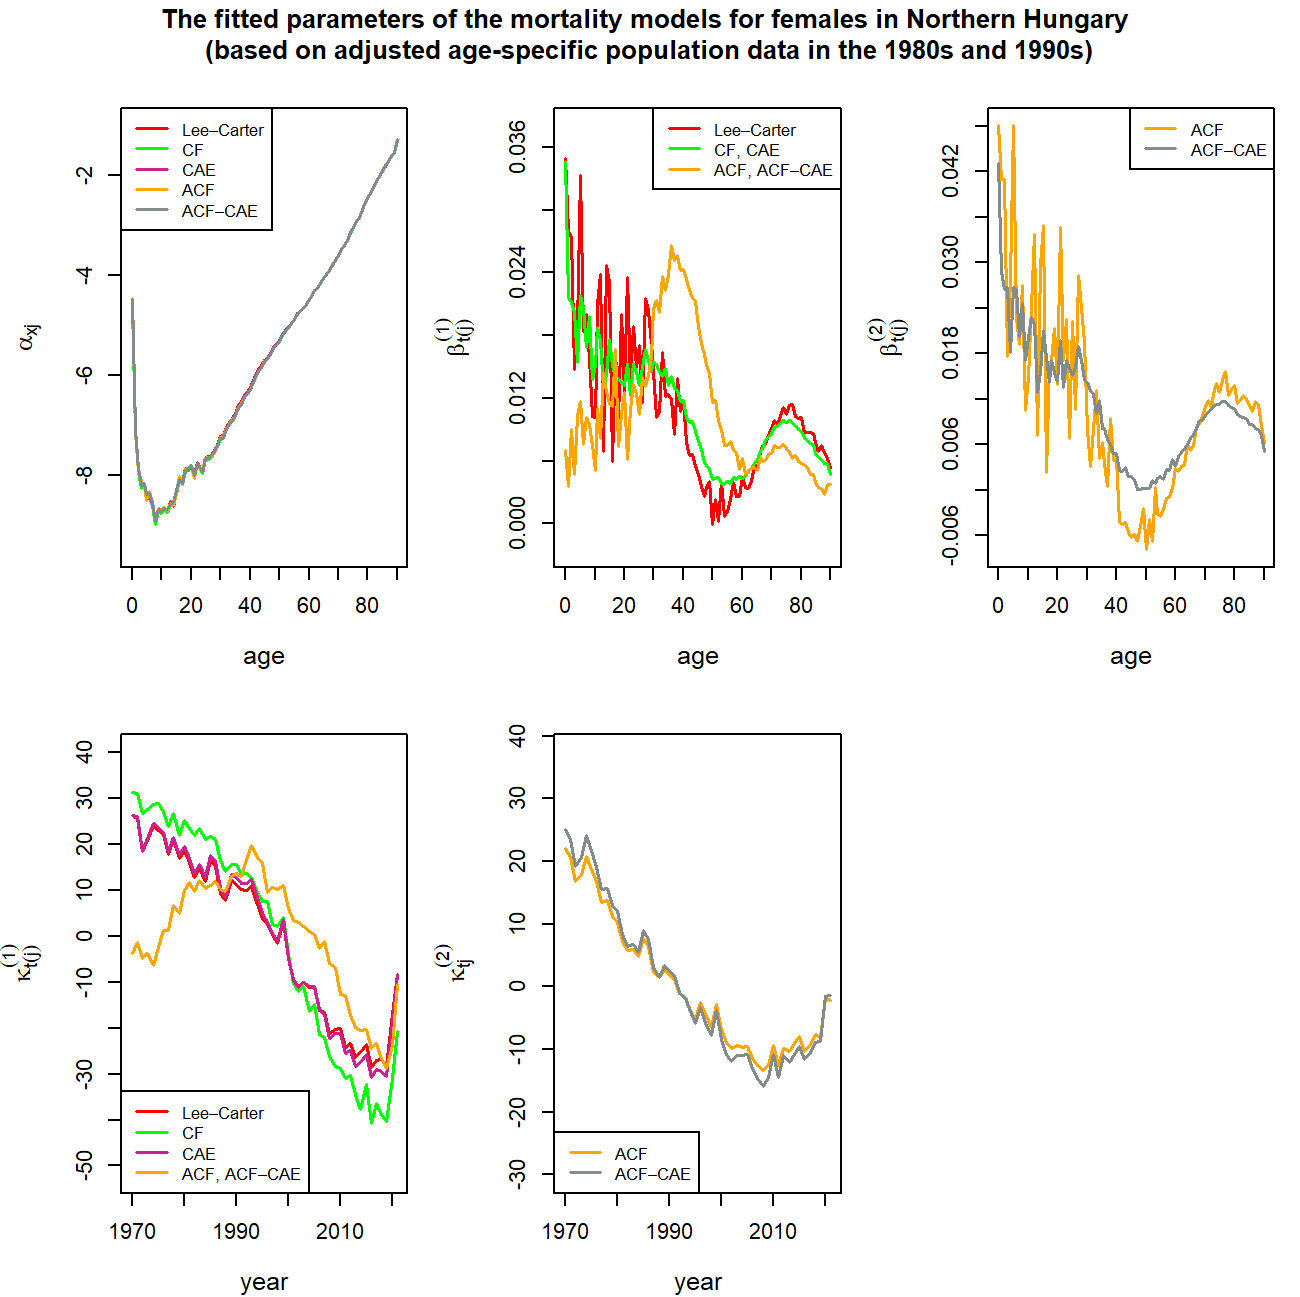 The fitted parameters of the mortality models for females in Northern Hungary
(based on adjusted age-specific population data in the 1980s and 1990s)
αxj
-2
-4
-6
-8
Lee–Carter
CF
CAE
ACF
ACF–CAE
0 20 40 60 80
age
βt(j)(1)
0.036
0.024
0.012
0.000
Lee–Carter
CF, CAE
ACF, ACF–CAE
0 20 40 60 80
age
βt(j)(2)
0.042
0.030
0.018
0.006
-0.006
ACF
ACF–CAE
0 20 40 60 80
age
κt(j)(1)
40
30
20
10
0
-10
-30
-50
Lee–Carter
CF
CAE
ACF, ACF–CAE
1970 1990 2010
year
κtj(2)
40
30
20
10
0
-10
-20
-30
ACF
ACF–CAE
1970 1990 2010
year